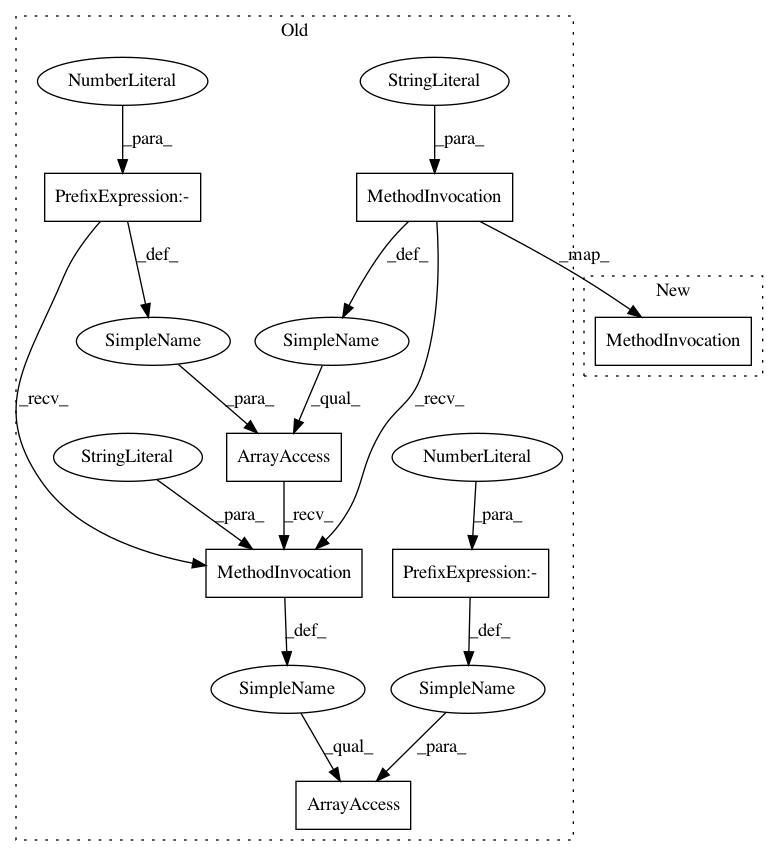 Old
NumberLiteral
StringLiteral
_para_
_para_
PrefixExpression:-
MethodInvocation
_def_
_def_
_map_
New
SimpleName
SimpleName
MethodInvocation
_recv_
_para_
_qual_
_recv_
StringLiteral
ArrayAccess
NumberLiteral
_para_
_recv_
_para_
MethodInvocation
PrefixExpression:-
_def_
_def_
SimpleName
SimpleName
_qual_
_para_
ArrayAccess